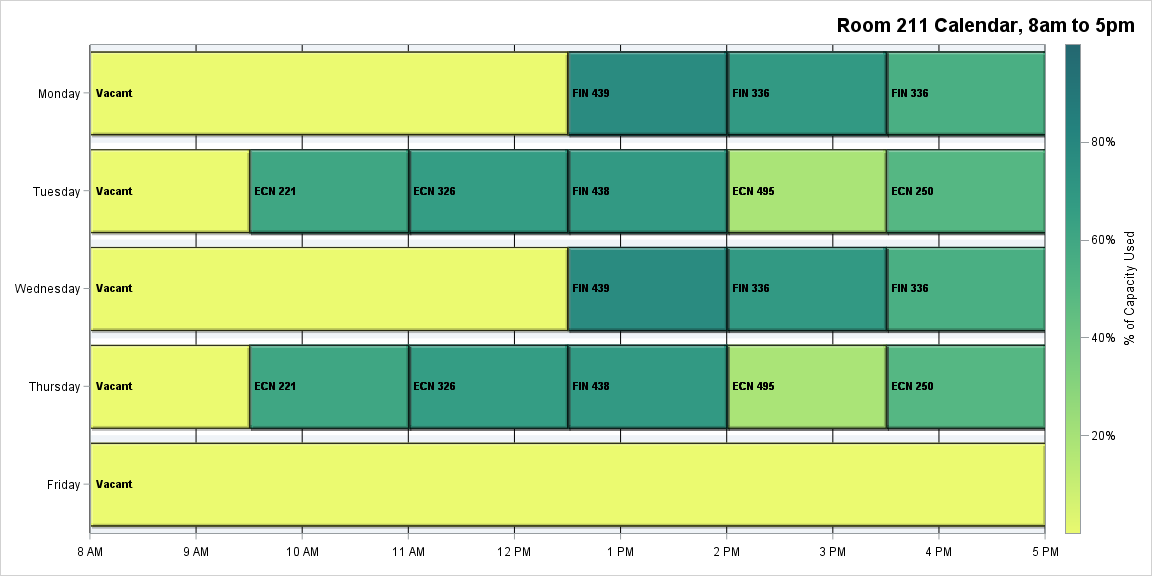 Room 211 Calendar, 8am to 5pm
Monday
Vacant
FIN 439
FIN 336
FIN 336
Tuesday
Vacant
ECN 221
ECN 326
FIN 438
ECN 495
ECN 250
Wednesday
Vacant
FIN 439
FIN 336
FIN 336
Thursday
Vacant
ECN 221
ECN 326
FIN 438
ECN 495
ECN 250
Friday
Vacant
8 AM
9 AM
10 AM
11 AM
12 PM
1 PM
2 PM
3 PM
4 PM
5 PM
80%
60%
40%
20%
% of Capacity Used